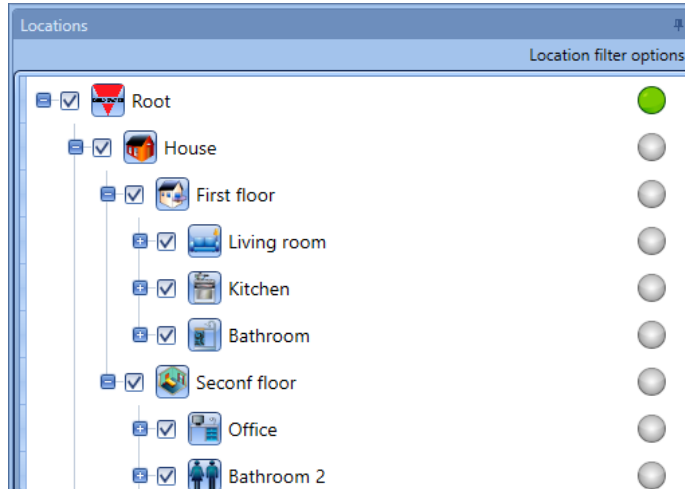 Locations
Location filter options
Root
House
First floor
Living room
Kitchen
Bathroom
Seconf floor
Office
Bathroom 2